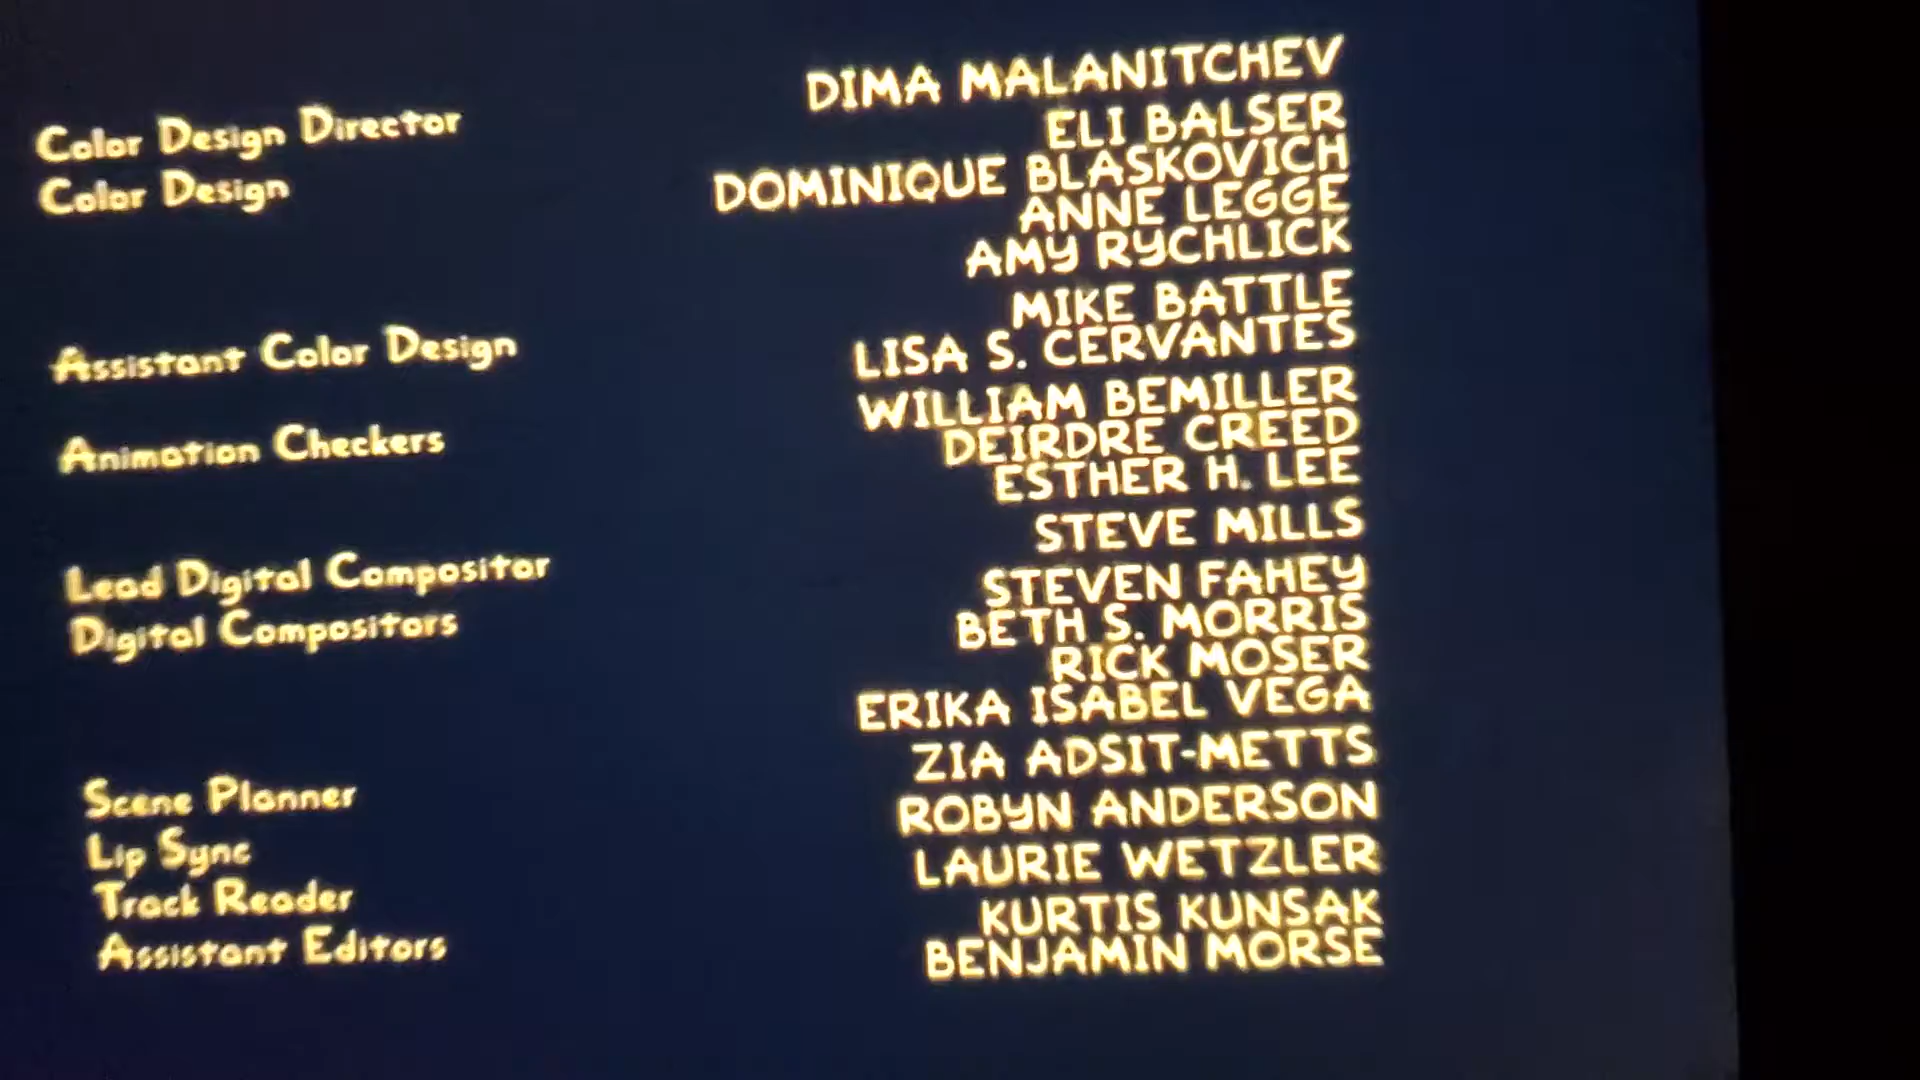 Color Design Director DIMA MALANITCHEV
Color Design ELI BALSER
DOMINIQUE BLASKOVICH
ANNE LEGGE
AMY RYCHLICK
Assistant Color Design MIKE BATTLE
LISA S. CERVANTES
Animation Checkers WILLIAM BEMILLER
DEIRDRE CREED
ESTHER H. LEE
Lead Digital Compositor STEVE MILLS
Digital Compositors STEVEN FAHEY
BETH S. MORRIS
RICK MOSER
ERIKA ISABEL VEGA
Scene Planner ZIA ADSIT-METTS
Lip Sync ROBYN ANDERSON
Track Reader LAURIE WETZLER
Assistant Editors KURTIS KUNSAK
BENJAMIN MORSE